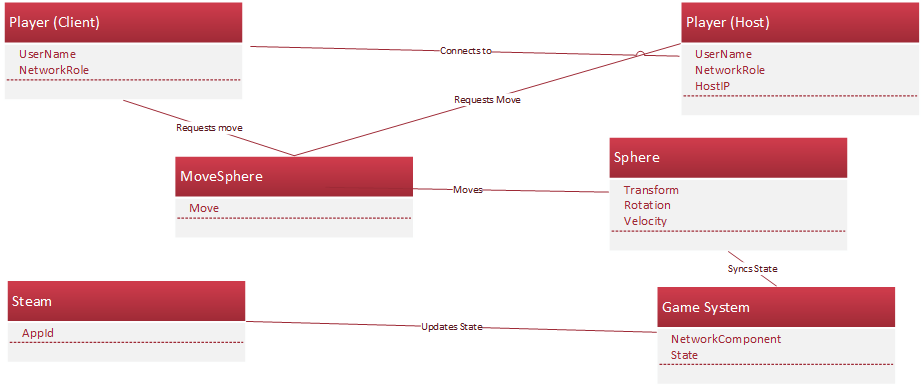 Player (Client)
UserName
NetworkRole
Player (Host)
UserName
NetworkRole
HostIP
Connects to
Requests Move
Requests move
MoveSphere
Move
Moves
Sphere
Transform
Rotation
Velocity
Syncs State
Steam
AppId
Updates State
Game System
NetworkComponent
State